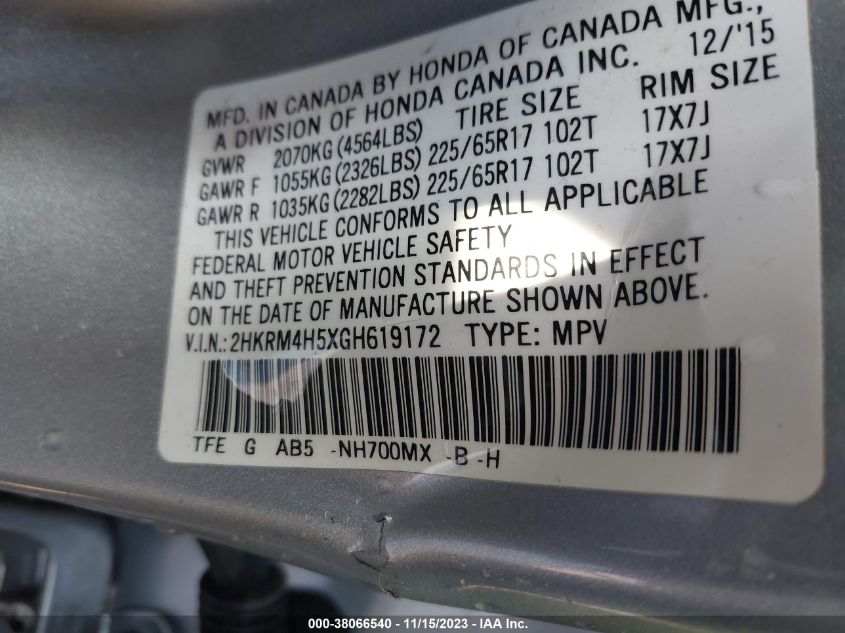 MFD. IN CANADA BY HONDA OF CANADA MFG.,
A DIVISION OF HONDA CANADA INC. 12/'15
GVWR 2070KG (4564LBS) TIRE SIZE RIM SIZE
GAWR F 1055KG (2326LBS) 225/65R17 102T 17X7J
GAWR R 1035KG (2282LBS) 225/65R17 102T 17X7J
THIS VEHICLE CONFORMS TO ALL APPLICABLE
FEDERAL MOTOR VEHICLE SAFETY
AND THEFT PREVENTION STANDARDS IN EFFECT
ON THE DATE OF MANUFACTURE SHOWN ABOVE.
V.I.N.: 2HKRM4H5XGH619172 TYPE: MPV
TFE G AB5 -NH700MX -B -H
000-38066540 - 11/15/2023 - IAAI.com